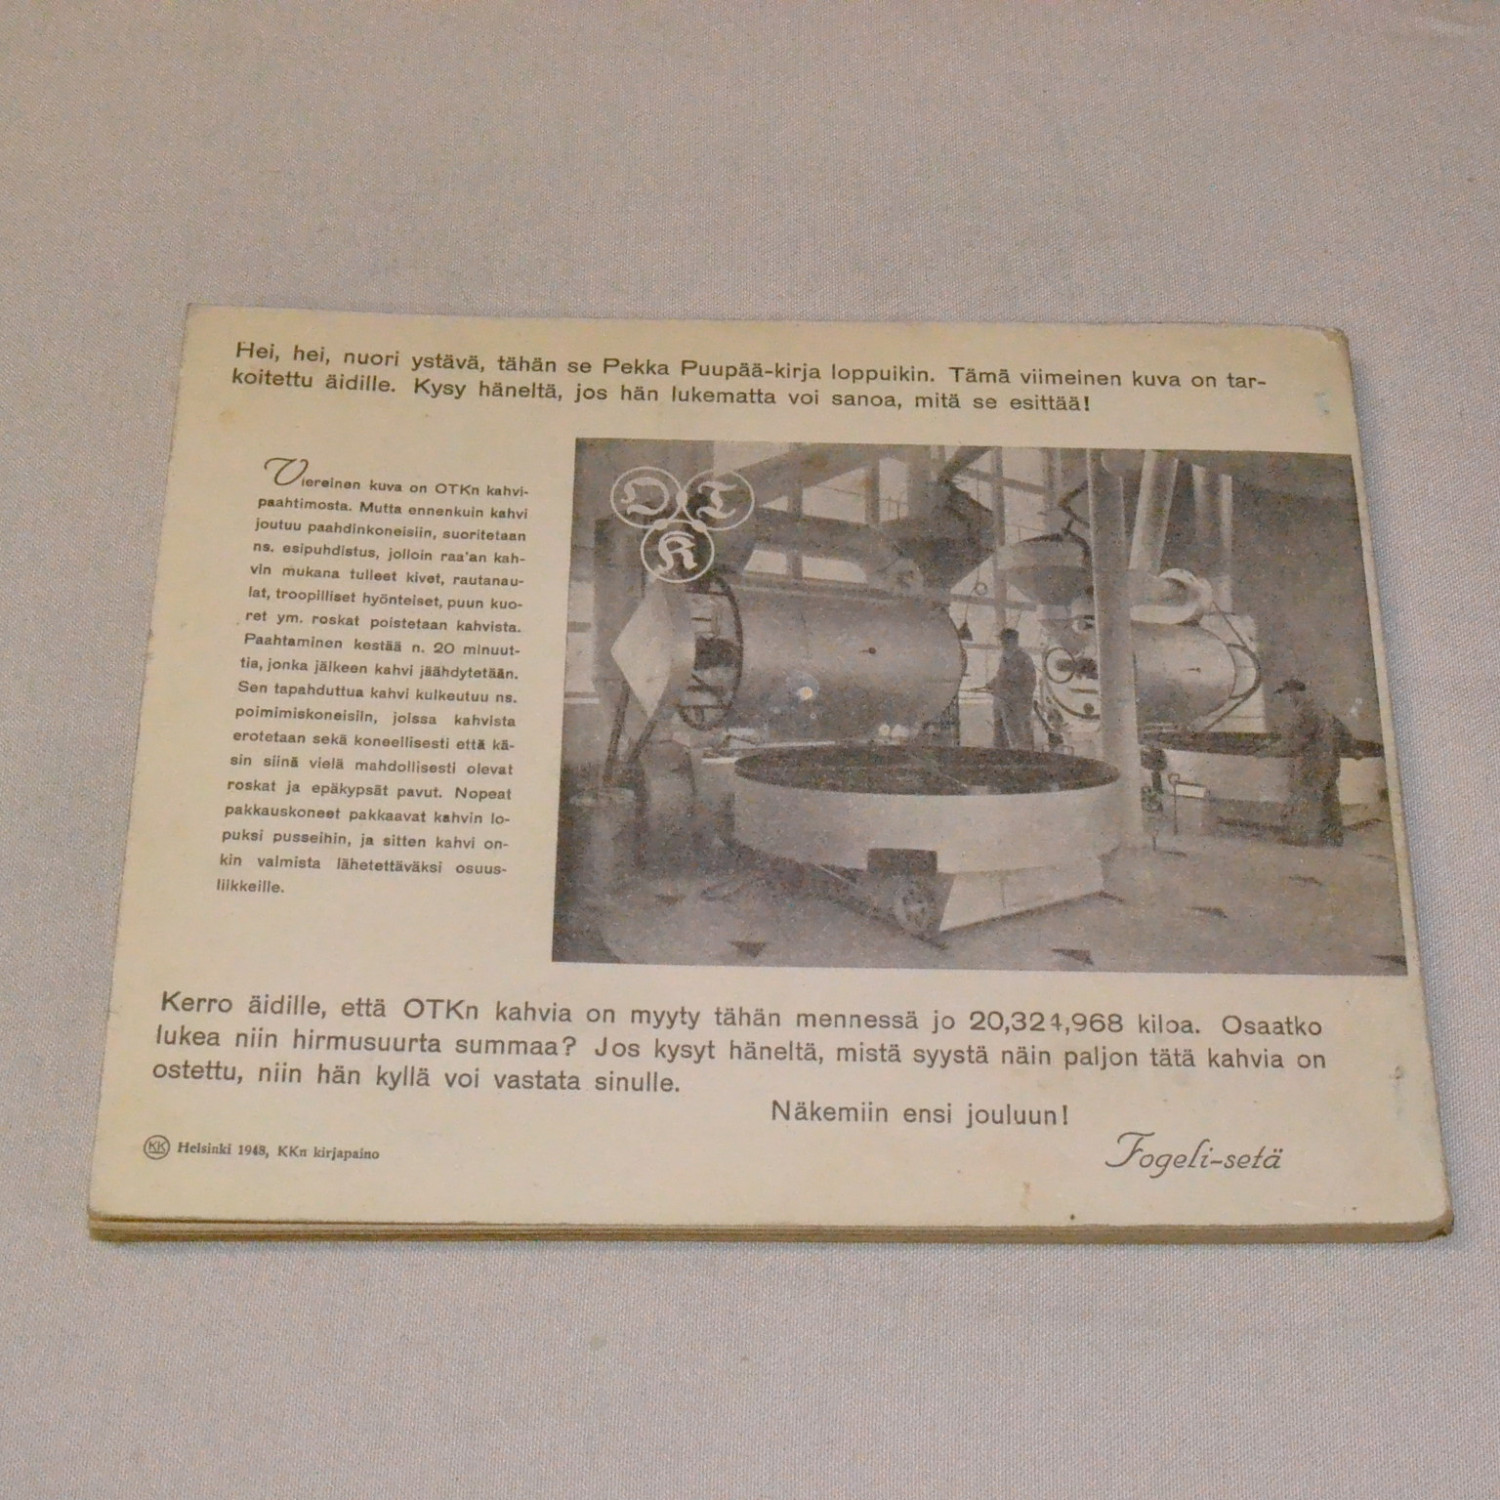 Hei, hei, nuori ystävä, tähän se Pekka Puupää-kirja loppuikin. Tämä viimeinen kuva on tar-
koitettu äidille. Kysy häneltä, jos hän lukematta voi sanoa, mitä se esittää!
Viereinen kuva on OTKn kahvi-
paahtimosta. Mutta ennenkuin kahvi
joutuu paahdinkoneisiin, suoritetaan
ns. esipuhdistus, jolloin raa'an kah-
vin mukana tulleet kivet, rautanau-
lat, troopilliset hyönteiset, puun kuo-
ret ym. roskat poistetaan kahvista.
Paahtaminen kestää n. 20 minuut-
tia, jonka jälkeen kahvi jäähdytetään.
Sen tapahduttua kahvi kulkeutuu ns.
poimimiskoneisiin, joissa kahvista
erotetaan sekä koneellisesti että kä-
sin siinä vielä mahdollisesti olevat
roskat ja epäkypsät pavut. Nopeat
pakkauskoneet pakkaavat kahvin lo-
puksi pusseihin, ja sitten kahvi on-
kin valmista lähetettäväksi osuus-
liikkeille.
O T
K
Kerro äidille, että OTKn kahvia on myyty tähän mennessä jo 20,324,968 kiloa. Osaatko
lukea niin hirmusuurta summaa? Jos kysyt häneltä, mistä syystä näin paljon tätä kahvia on
ostettu, niin hän kyllä voi vastata sinulle.
Näkemiin ensi jouluun!
Fogeli-setä
KK Helsinki 1948, KKn kirjapaino